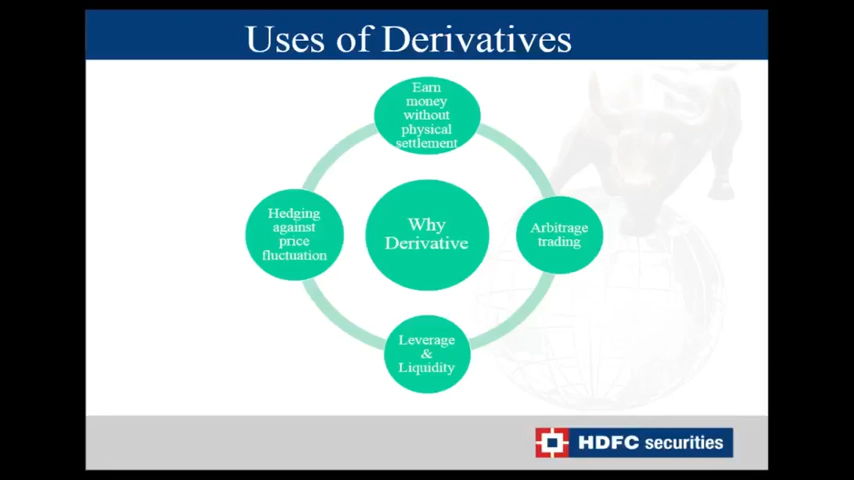 Uses of Derivatives
Earn
money
without
physical
settlement
Hedging
against
price
fluctuation
Why
Derivative
Arbitrage
trading
Leverage
&
Liquidity
HDFC securities